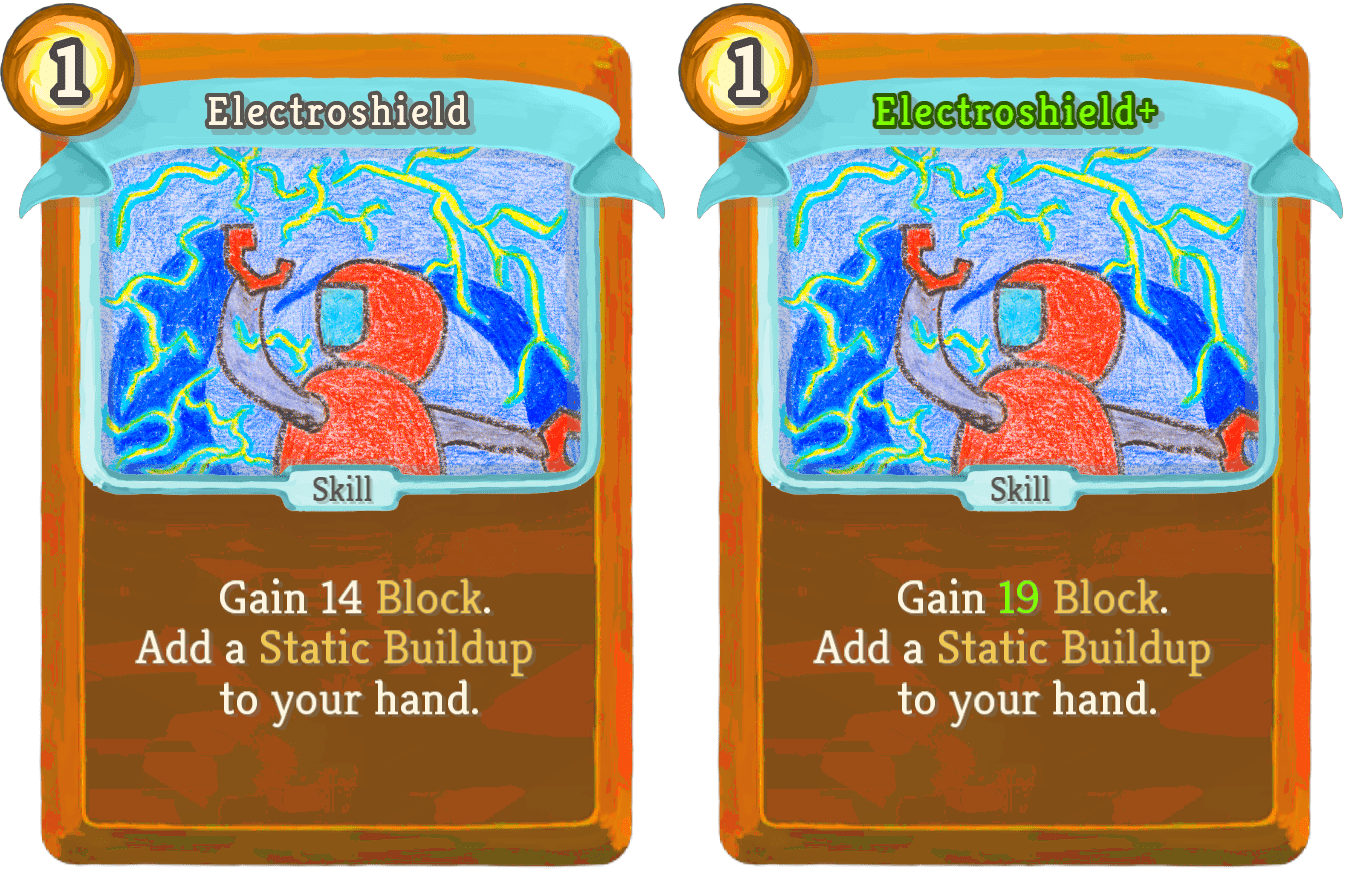 1
Electroshield
Skill
Gain 14 Block.
Add a Static Buildup
to your hand.
1
Electroshield+
Skill
Gain 19 Block.
Add a Static Buildup
to your hand.